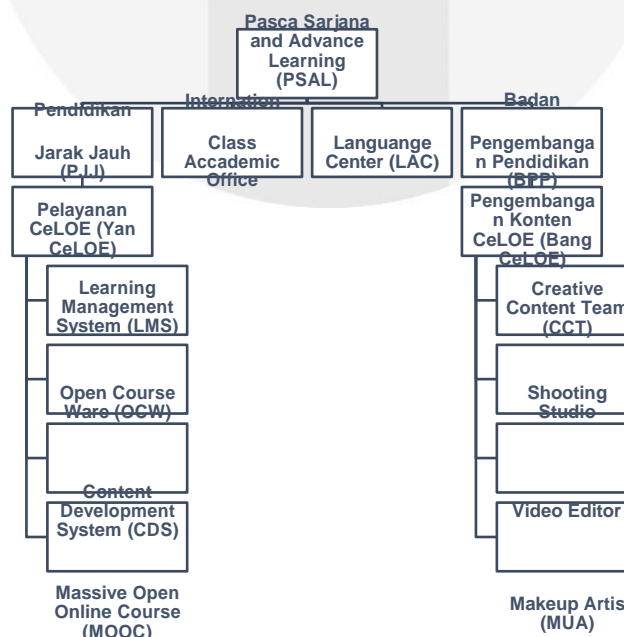 Pasca Sarjana
and Advance
Learning
(PSAL)
Pendidikan
Jarak Jauh
(PJJ)
Internation
Class
Accademic
Office
Languange
Center (LAC)
Badan
Pengembanga
n Pendidikan
(BPP)
Pelayanan
CeLOE (Yan
CeLOE)
Learning
Management
System (LMS)
Open Course
Ware (OCW)
Content
Development
System (CDS)
Massive Open
Online Course
(MOOC)
Pengembanga
n Konten
CeLOE (Bang
CeLOE)
Creative
Content Team
(CCT)
Shooting
Studio
Video Editor
Makeup Artis
(MUA)